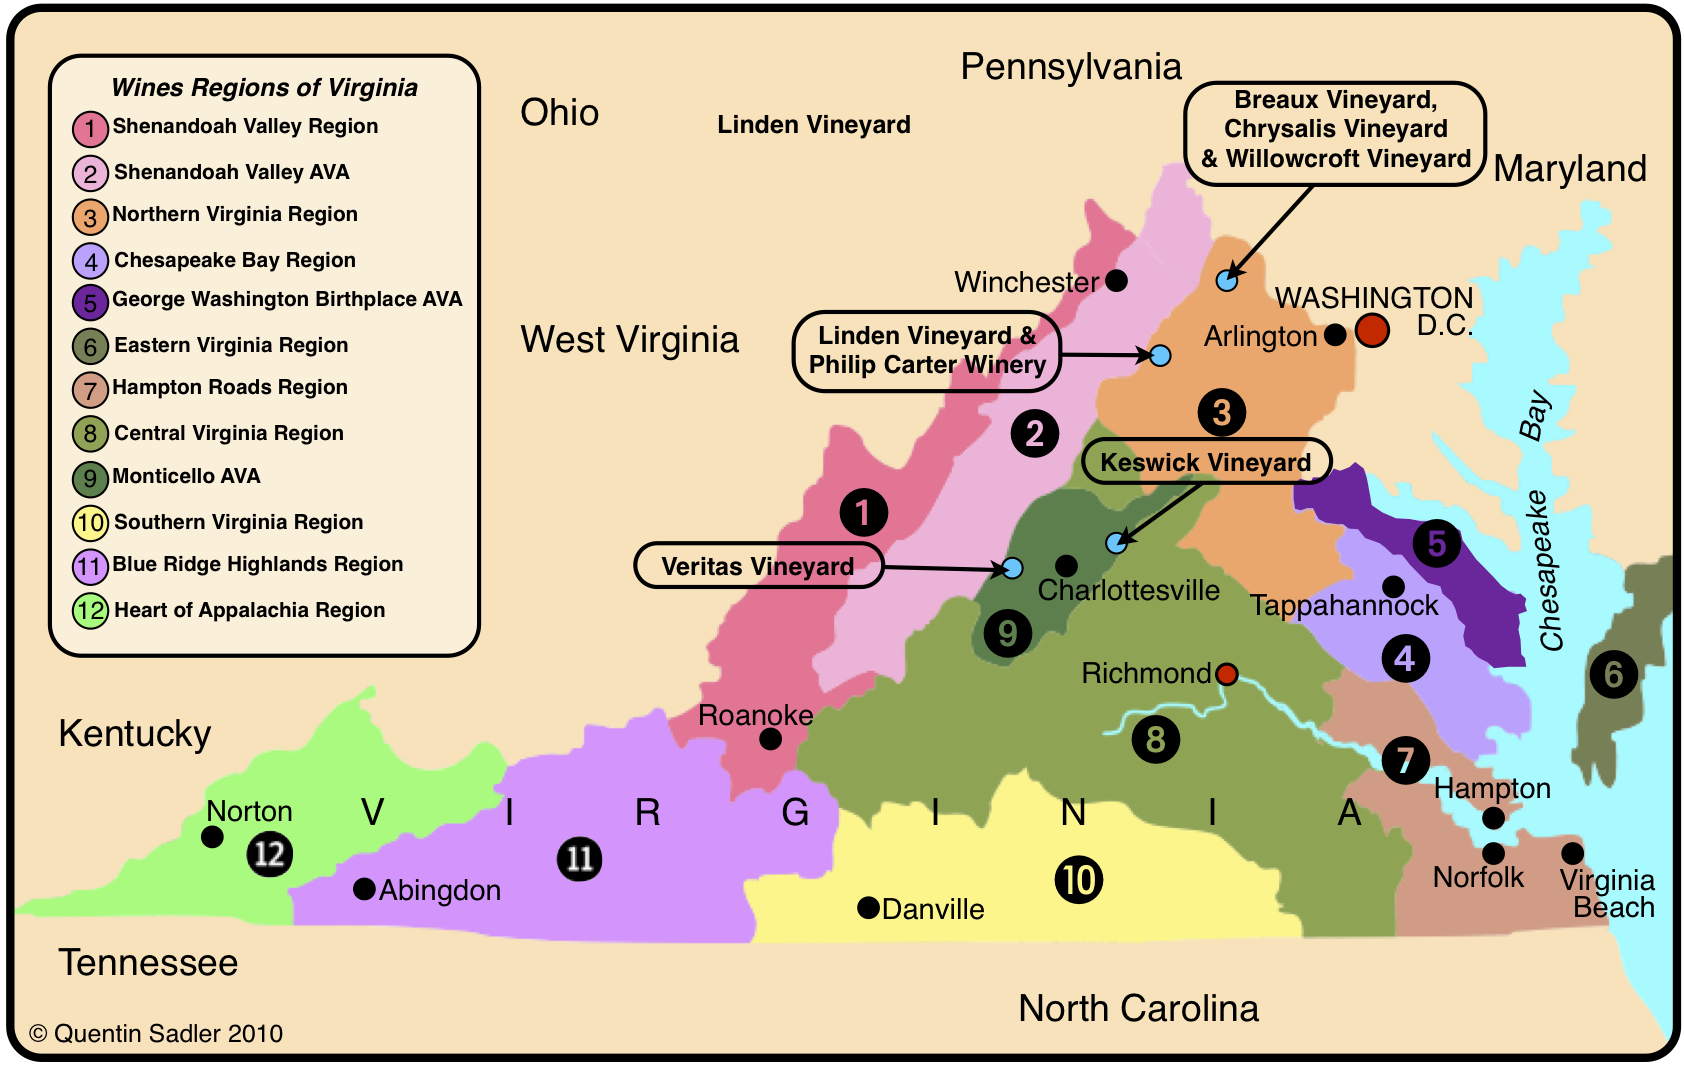 Wines Regions of Virginia
1 Shenandoah Valley Region
2 Shenandoah Valley AVA
3 Northern Virginia Region
4 Chesapeake Bay Region
5 George Washington Birthplace AVA
6 Eastern Virginia Region
7 Hampton Roads Region
8 Central Virginia Region
9 Monticello AVA
10 Southern Virginia Region
11 Blue Ridge Highlands Region
12 Heart of Appalachia Region
Pennsylvania
Ohio
Linden Vineyard
Breaux Vineyard,
Chrysalis Vineyard
& Willowcroft Vineyard
Maryland
Winchester
WASHINGTON
D.C.
Arlington
West Virginia
Linden Vineyard &
Philip Carter Winery
3
2
Keswick Vineyard
Chesapeake Bay
1
5
Veritas Vineyard
Charlottesville
Tappahannock
9
4
6
Richmond
Roanoke
Kentucky
8
7
Hampton
Norton
V I R G I N I A
12
11
10
Abingdon
Danville
Norfolk
Virginia
Beach
Tennessee
North Carolina
© Quentin Sadler 2010